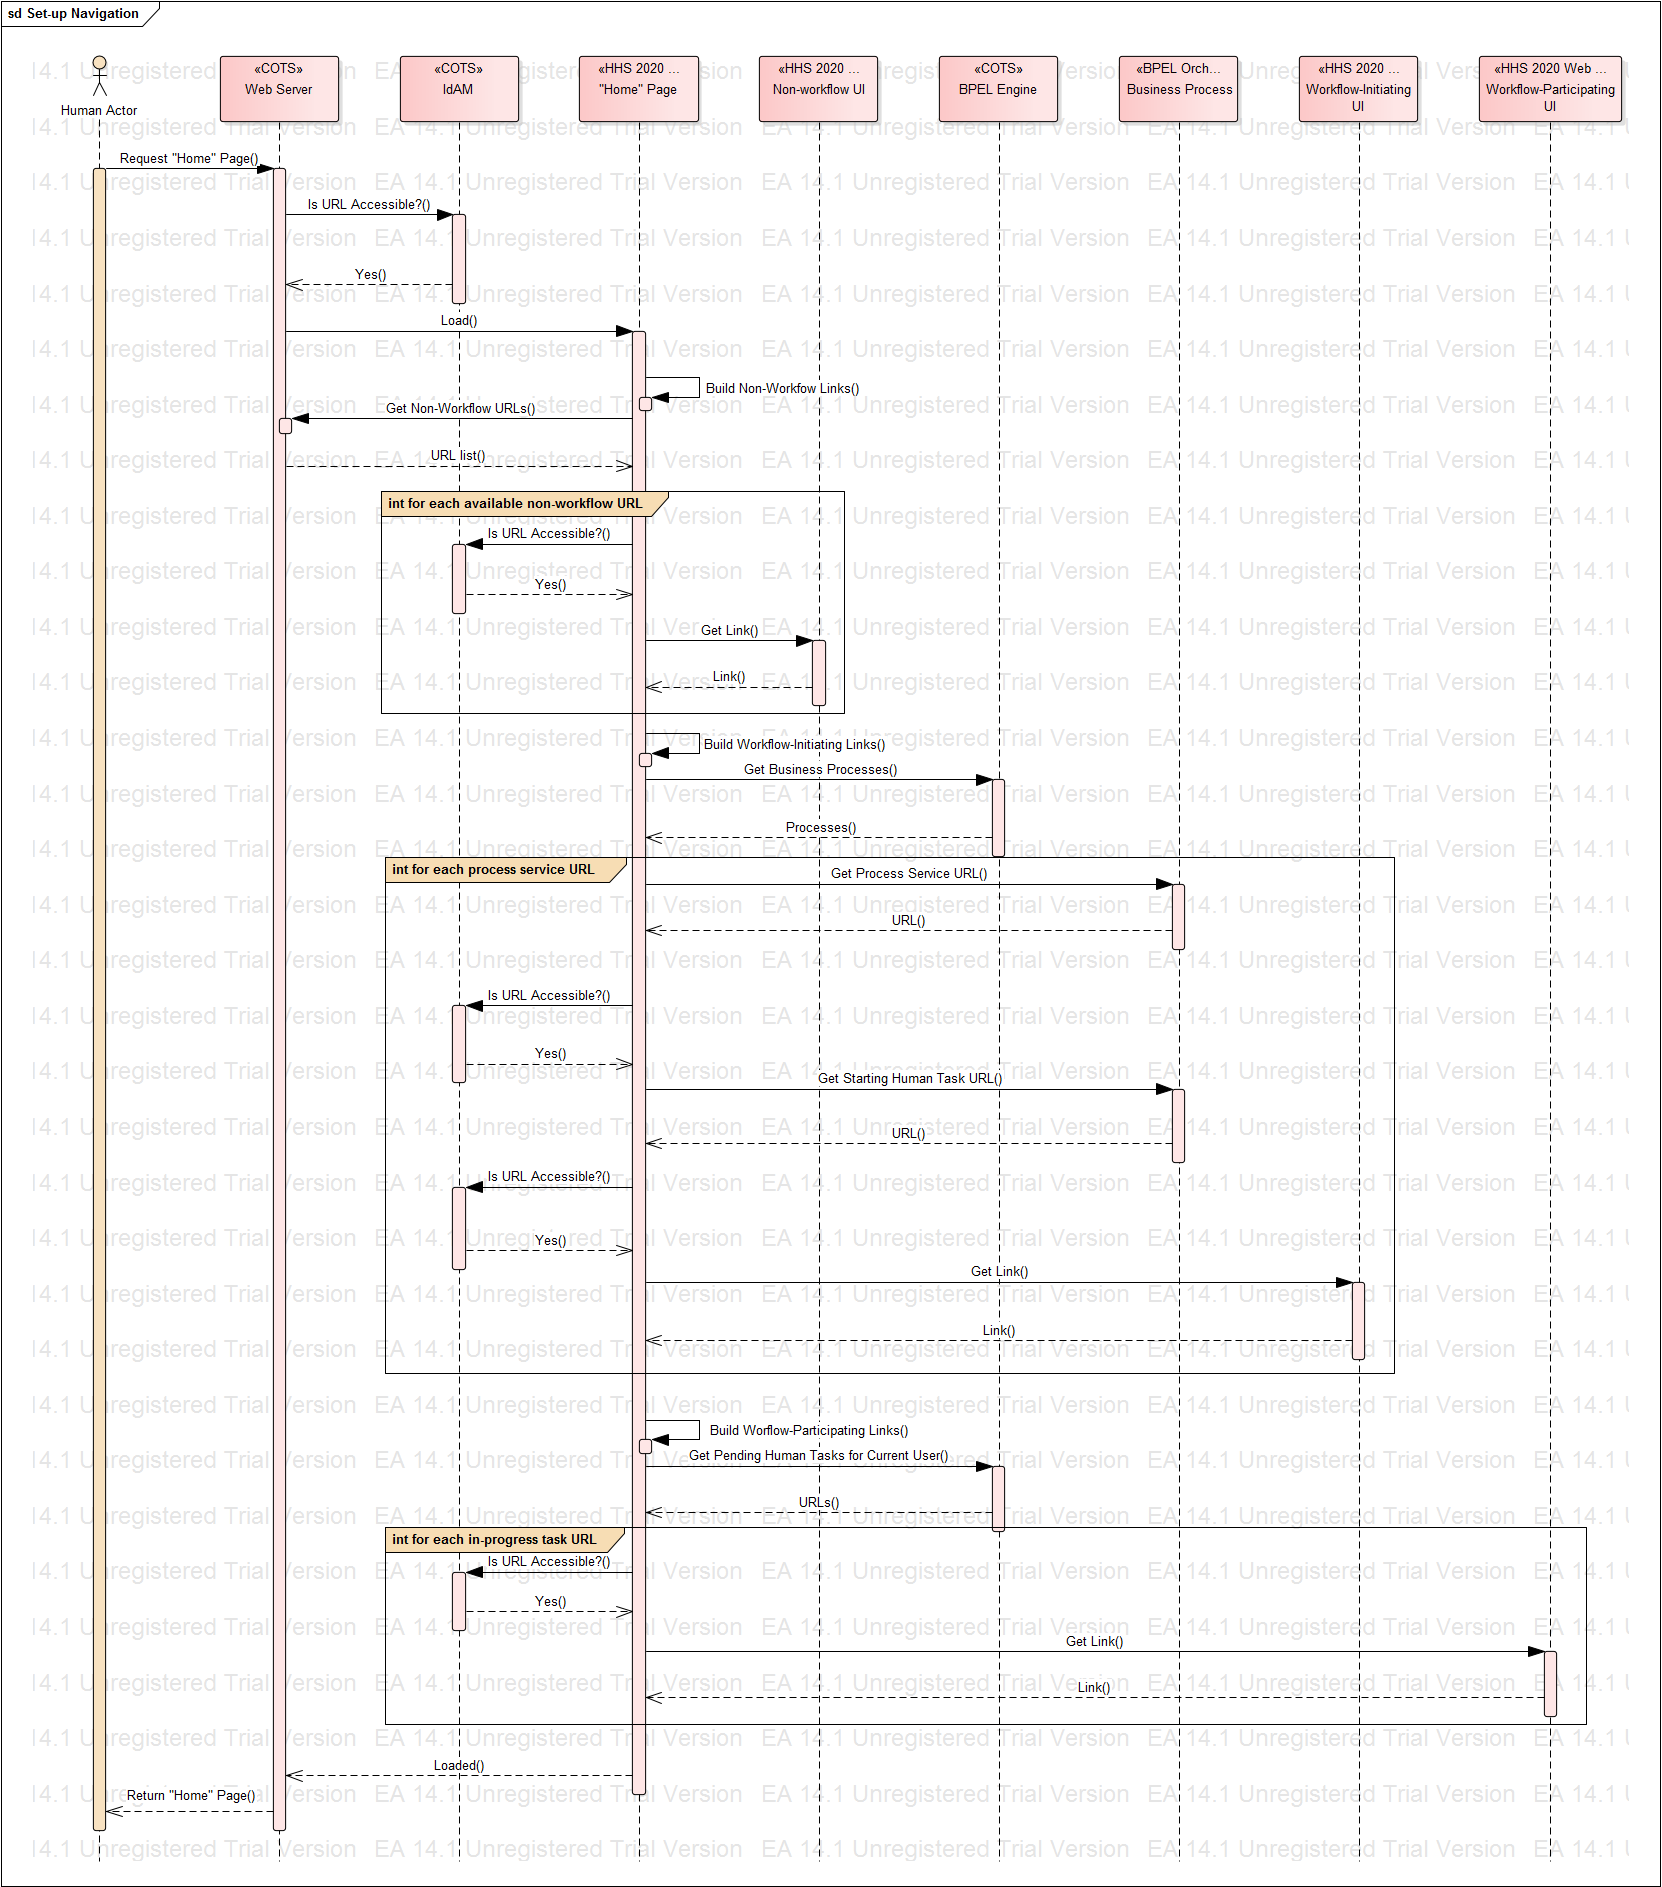 sd Set-up Navigation
Human Actor
«COTS»
Web Server
«COTS»
IdAM
«HHS 2020 ...
"Home" Page
«HHS 2020 ...
Non-workflow UI
«COTS»
BPEL Engine
«BPEL Orch...
Business Process
«HHS 2020 ...
Workflow-Initiating
UI
«HHS 2020 Web ...
Workflow-Participating
UI
Request "Home" Page()
Is URL Accessible?()
Yes()
Load()
Build Non-Workfow Links()
Get Non-Workflow URLs()
URL list()
int for each available non-workflow URL
Is URL Accessible?()
Yes()
Get Link()
Link()
Build Workflow-Initiating Links()
Get Business Processes()
Processes()
int for each process service URL
Get Process Service URL()
URL()
Is URL Accessible?()
Yes()
Get Starting Human Task URL()
URL()
Is URL Accessible?()
Yes()
Get Link()
Link()
Build Worflow-Participating Links()
Get Pending Human Tasks for Current User()
URLs()
int for each in-progress task URL
Is URL Accessible?()
Yes()
Get Link()
Link()
Loaded()
Return "Home" Page()
EA 14.1 Unregistered Trial Version